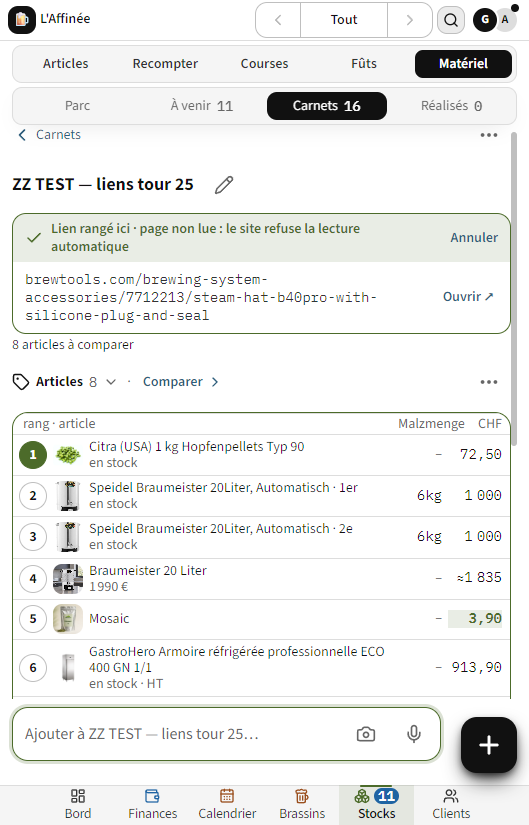 L'Affinée
Tout
G
A
Articles
Recompter
Courses
Fûts
Matériel
Parc
À venir 11
Carnets 16
Réalisés 0
Carnets
ZZ TEST — liens tour 25
Lien rangé ici · page non lue : le site refuse la lecture
automatique
Annuler
brewtools.com/brewing-system-
accessories/7712213/steam-hat-b40pro-with-
silicone-plug-and-seal
Ouvrir ↗
8 articles à comparer
Articles 8 · Comparer
rang · article Malzmenge CHF
1 Citra (USA) 1 kg Hopfenpellets Typ 90 – 72,50
en stock
2 Speidel Braumeister 20Liter, Automatisch · 1er 6kg 1 000
en stock
3 Speidel Braumeister 20Liter, Automatisch · 2e 6kg 1 000
en stock
4 Braumeister 20 Liter – ≈1 835
1990 €
5 Mosaic – 3,90
6 GastroHero Armoire réfrigérée professionnelle ECO
400 GN 1/1 – 913,90
en stock · HT
Ajouter à ZZ TEST — liens tour 25…
Bord
Finances
Calendrier
Brassins
11
Stocks
Clients